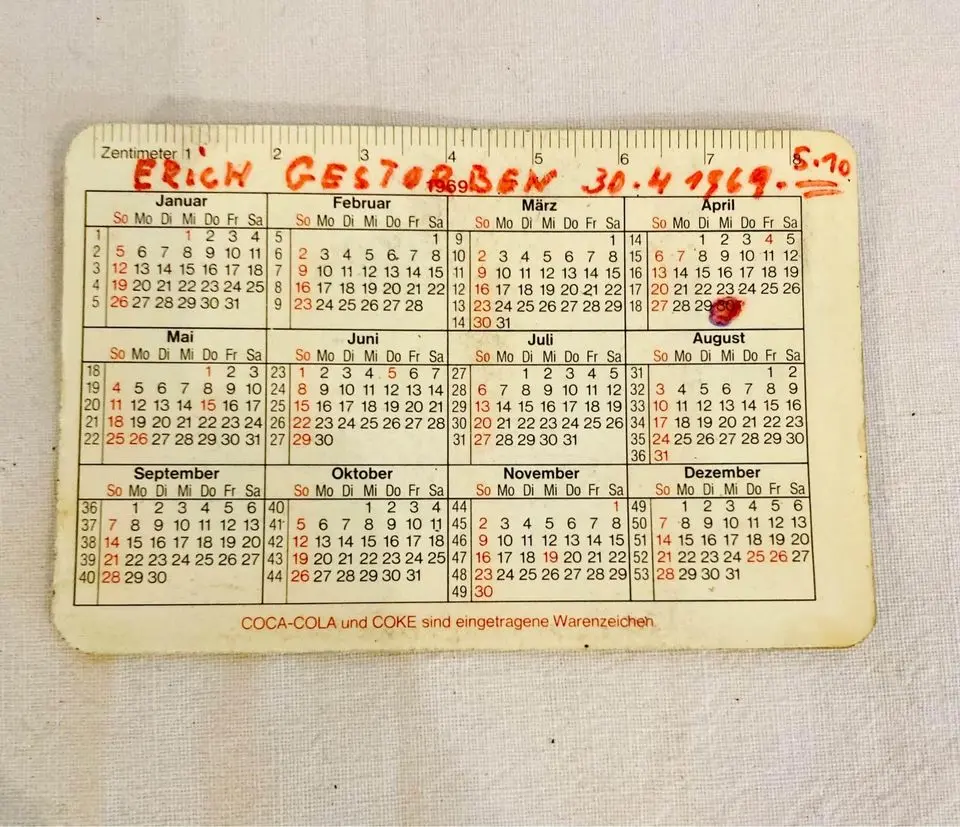 Zentimeter 1 2 3 4 5 6 7 8
ERICH GESTORBEN 30.4 1969. 5.10
1969
Januar
So Mo Di Mi Do Fr Sa
1 1 2 3 4
2 5 6 7 8 9 10 11
3 12 13 14 15 16 17 18
4 19 20 21 22 23 24 25
5 26 27 28 29 30 31
Februar
So Mo Di Mi Do Fr Sa
5 1
6 2 3 4 5 6 7 8
7 9 10 11 12 13 14 15
8 16 17 18 19 20 21 22
9 23 24 25 26 27 28
März
So Mo Di Mi Do Fr Sa
9 1
10 2 3 4 5 6 7 8
11 9 10 11 12 13 14 15
12 16 17 18 19 20 21 22
13 23 24 25 26 27 28 29
14 30 31
April
So Mo Di Mi Do Fr Sa
14 1 2 3 4 5
15 6 7 8 9 10 11 12
16 13 14 15 16 17 18 19
17 20 21 22 23 24 25 26
18 27 28 29 30
Mai
So Mo Di Mi Do Fr Sa
18 1 2 3
19 4 5 6 7 8 9 10
20 11 12 13 14 15 16 17
21 18 19 20 21 22 23 24
22 25 26 27 28 29 30 31
Juni
So Mo Di Mi Do Fr Sa
23 1 2 3 4 5 6 7
24 8 9 10 11 12 13 14
25 15 16 17 18 19 20 21
26 22 23 24 25 26 27 28
27 29 30
Juli
So Mo Di Mi Do Fr Sa
27 1 2 3 4 5
28 6 7 8 9 10 11 12
29 13 14 15 16 17 18 19
30 20 21 22 23 24 25 26
31 27 28 29 30 31
August
So Mo Di Mi Do Fr Sa
31 1 2
32 3 4 5 6 7 8 9
33 10 11 12 13 14 15 16
34 17 18 19 20 21 22 23
35 24 25 26 27 28 29 30
36 31
September
So Mo Di Mi Do Fr Sa
36 1 2 3 4 5 6
37 7 8 9 10 11 12 13
38 14 15 16 17 18 19 20
39 21 22 23 24 25 26 27
40 28 29 30
Oktober
So Mo Di Mi Do Fr Sa
40 1 2 3 4
41 5 6 7 8 9 10 11
42 12 13 14 15 16 17 18
43 19 20 21 22 23 24 25
44 26 27 28 29 30 31
November
So Mo Di Mi Do Fr Sa
44 1
45 2 3 4 5 6 7 8
46 9 10 11 12 13 14 15
47 16 17 18 19 20 21 22
48 23 24 25 26 27 28 29
49 30
Dezember
So Mo Di Mi Do Fr Sa
49 1 2 3 4 5 6
50 7 8 9 10 11 12 13
51 14 15 16 17 18 19 20
52 21 22 23 24 25 26 27
53 28 29 30 31
COCA-COLA und COKE sind eingetragene Warenzeichen